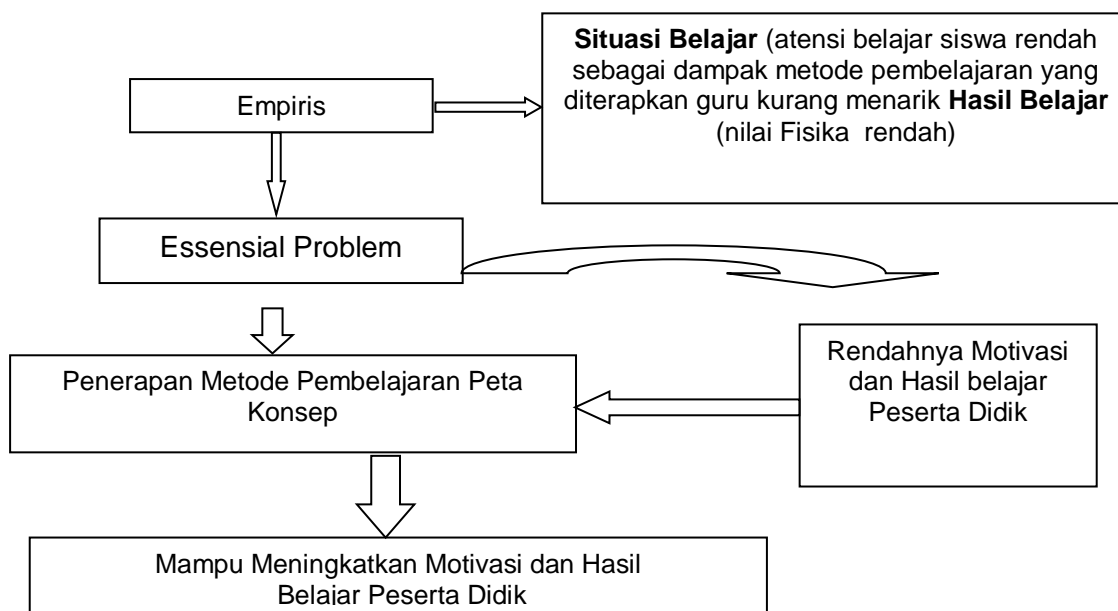 Situasi Belajar (atensi belajar siswa rendah
sebagai dampak metode pembelajaran yang
diterapkan guru kurang menarik Hasil Belajar
(nilai Fisika rendah)
Empiris
Essensial Problem
Rendahnya Motivasi
dan Hasil belajar
Peserta Didik
Penerapan Metode Pembelajaran Peta
Konsep
Mampu Meningkatkan Motivasi dan Hasil
Belajar Peserta Didik